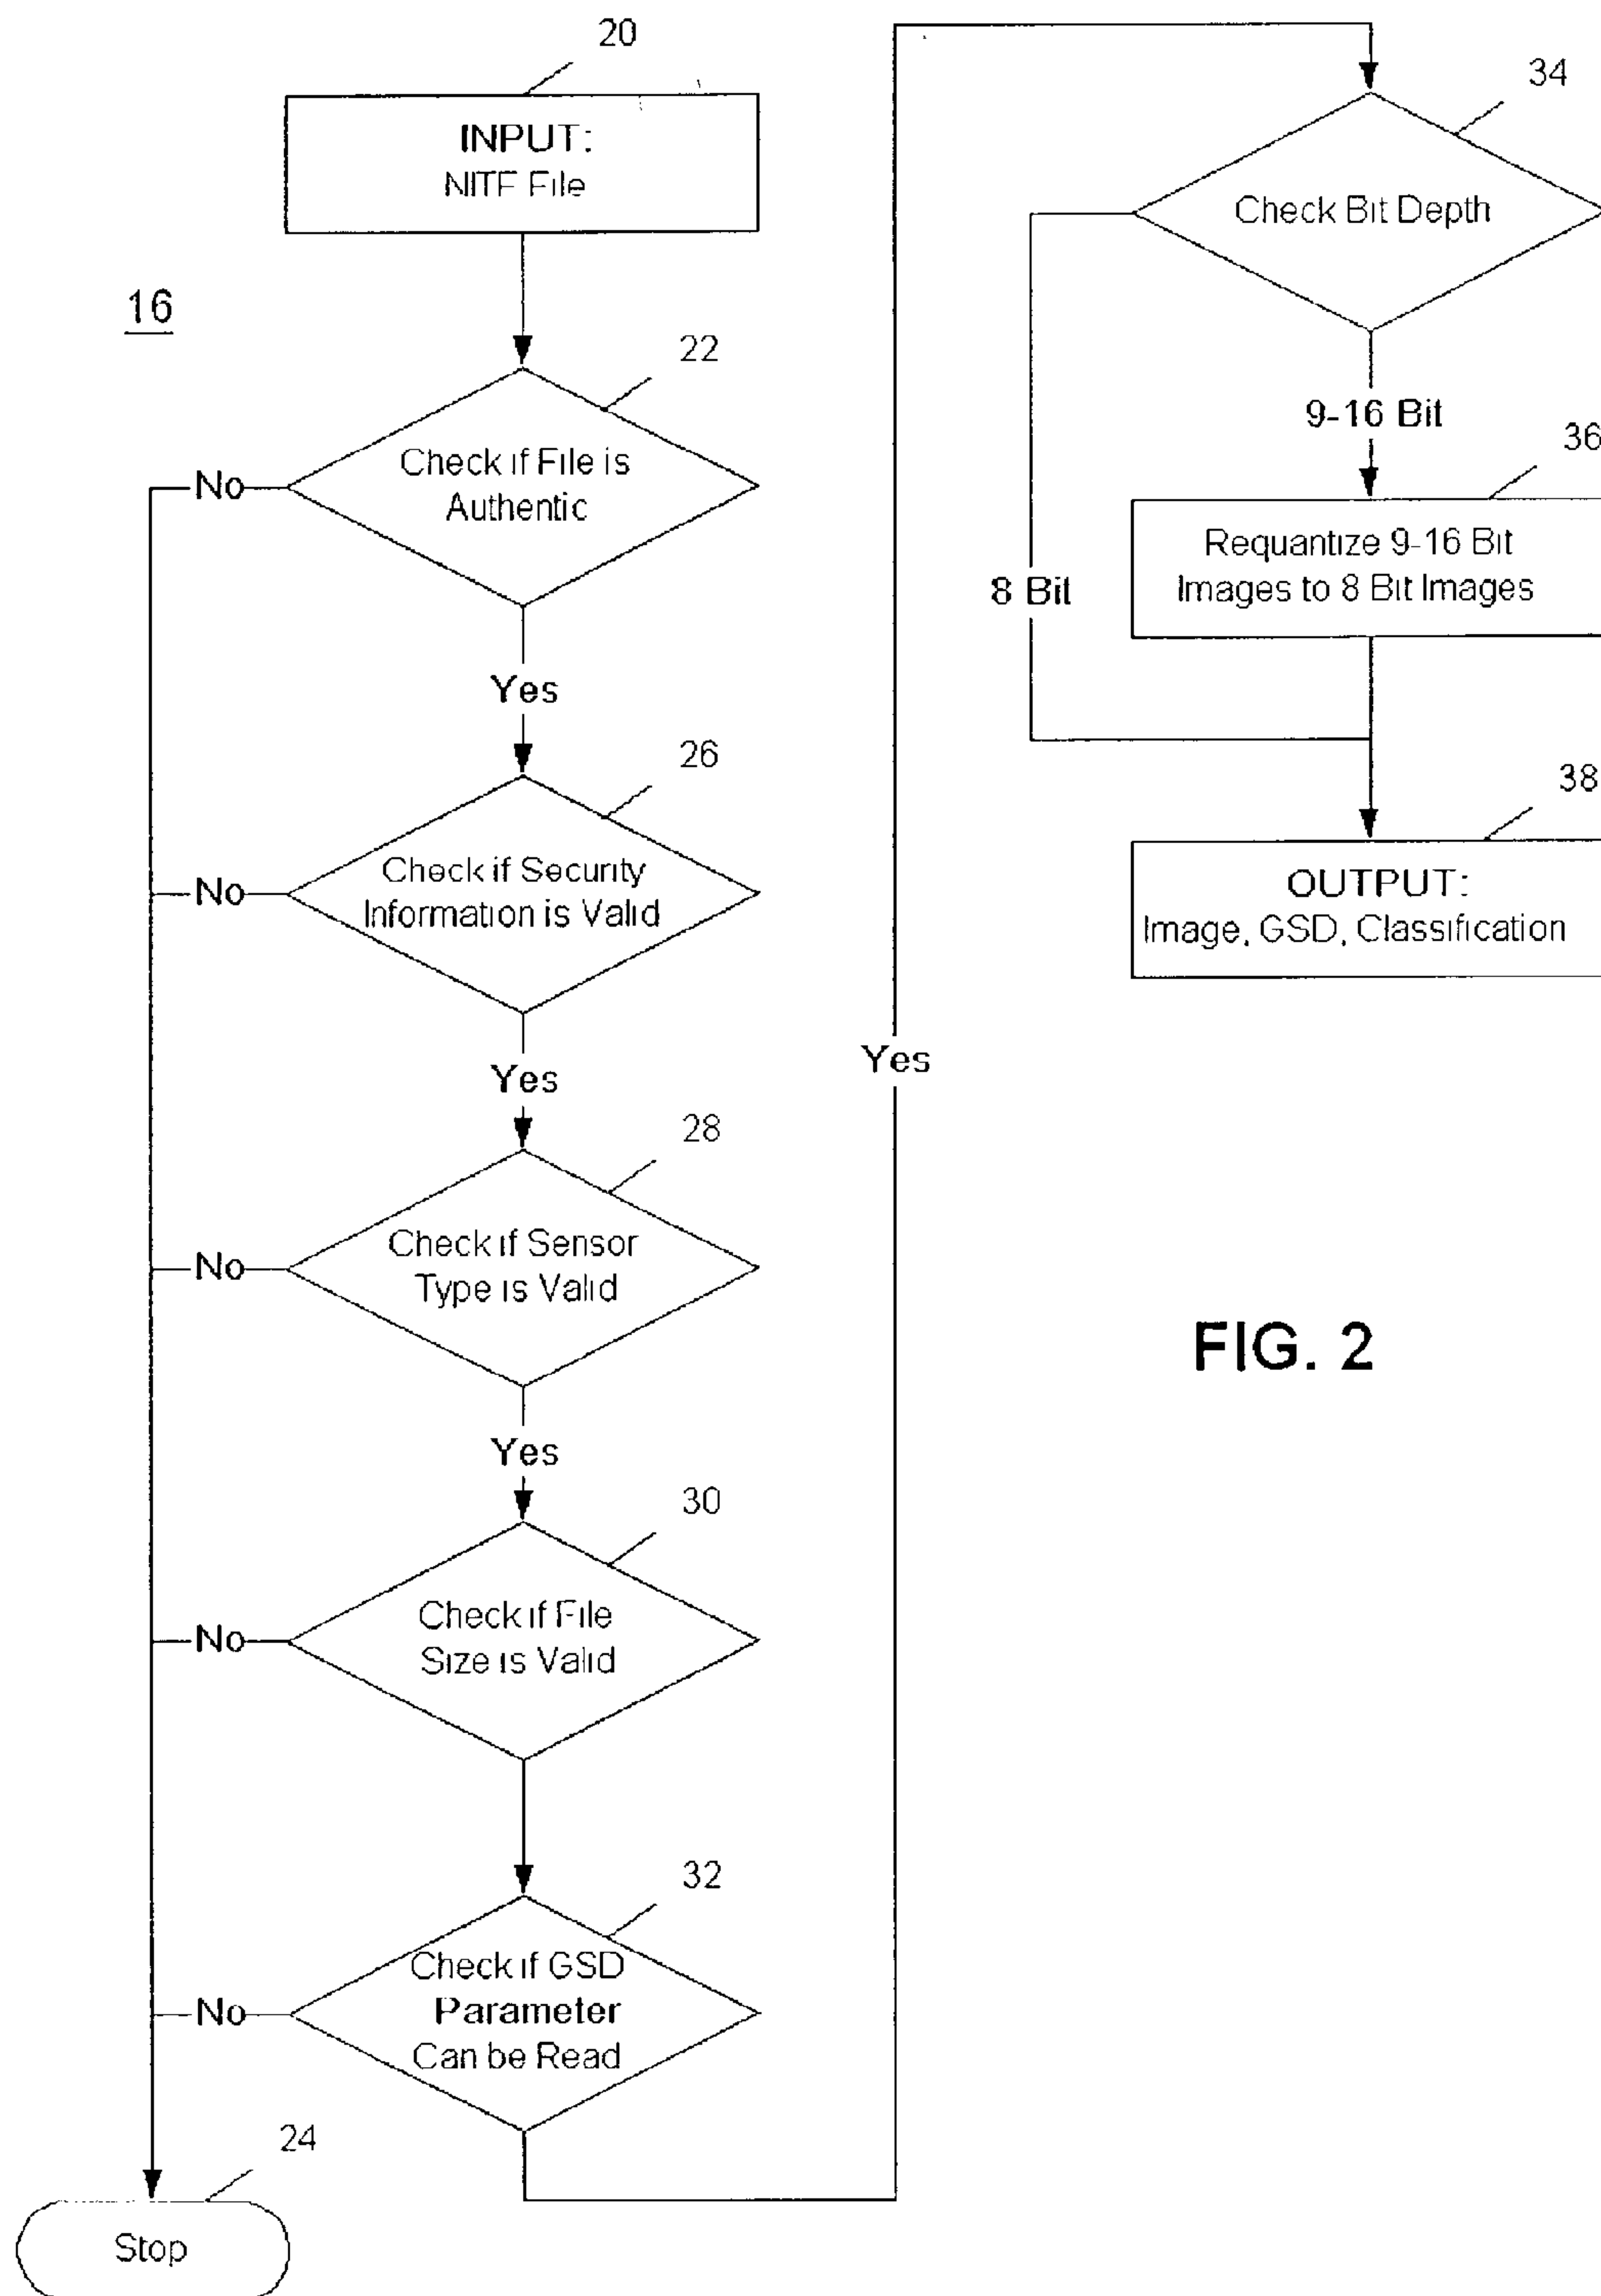 20
INPUT:
NITF File
16
22
Check if File is
Authentic
No
Yes
26
Check if Security
Information is Valid
No
Yes
28
Check if Sensor
Type is Valid
No
Yes
30
Check if File
Size is Valid
No
32
Check if GSD
Parameter
Can be Read
No
24
Stop
Yes
34
Check Bit Depth
9-16 Bit
8 Bit
36
Requantize 9-16 Bit
Images to 8 Bit Images
38
OUTPUT:
Image, GSD, Classification
FIG. 2